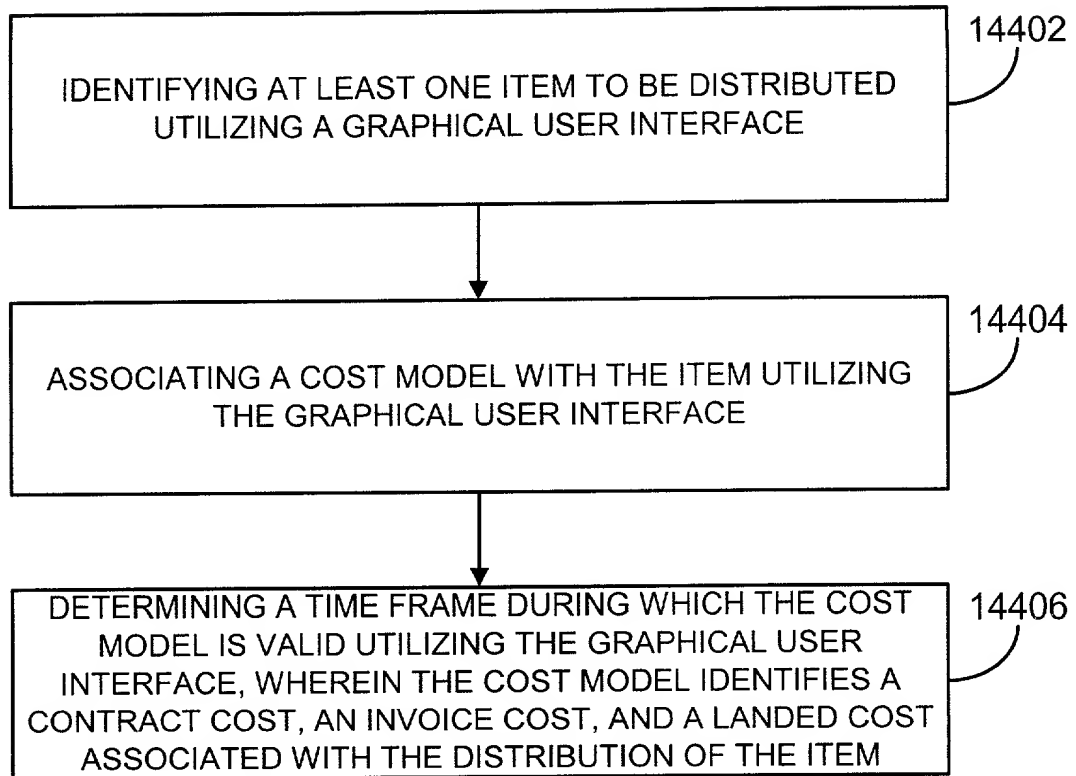 14402
IDENTIFYING AT LEAST ONE ITEM TO BE DISTRIBUTED
UTILIZING A GRAPHICAL USER INTERFACE
14404
ASSOCIATING A COST MODEL WITH THE ITEM UTILIZING
THE GRAPHICAL USER INTERFACE
14406
DETERMINING A TIME FRAME DURING WHICH THE COST
MODEL IS VALID UTILIZING THE GRAPHICAL USER
INTERFACE, WHEREIN THE COST MODEL IDENTIFIES A
CONTRACT COST, AN INVOICE COST, AND A LANDED COST
ASSOCIATED WITH THE DISTRIBUTION OF THE ITEM